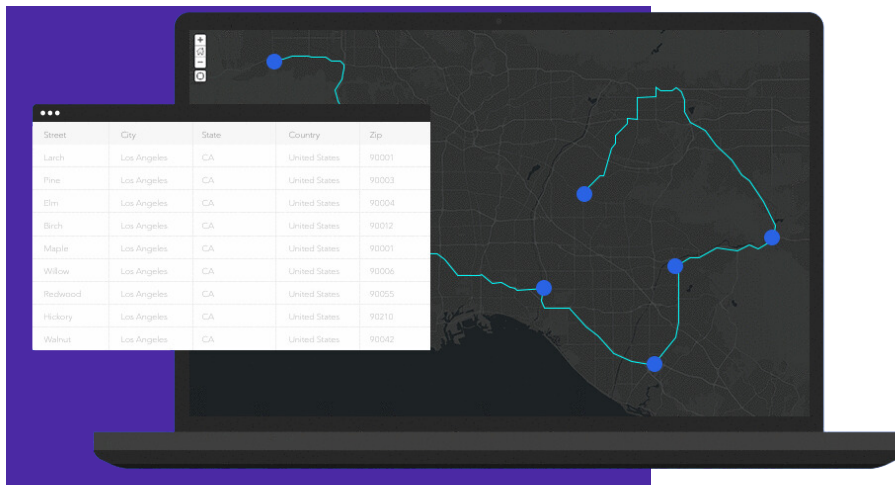 Street City State Country Zip
Larch Los Angeles CA United States 90001
Pine Los Angeles CA United States 90003
Elm Los Angeles CA United States 90004
Birch Los Angeles CA United States 90012
Maple Los Angeles CA United States 90001
Willow Los Angeles CA United States 90006
Redwood Los Angeles CA United States 90055
Hickory Los Angeles CA United States 90210
Walnut Los Angeles CA United States 90042